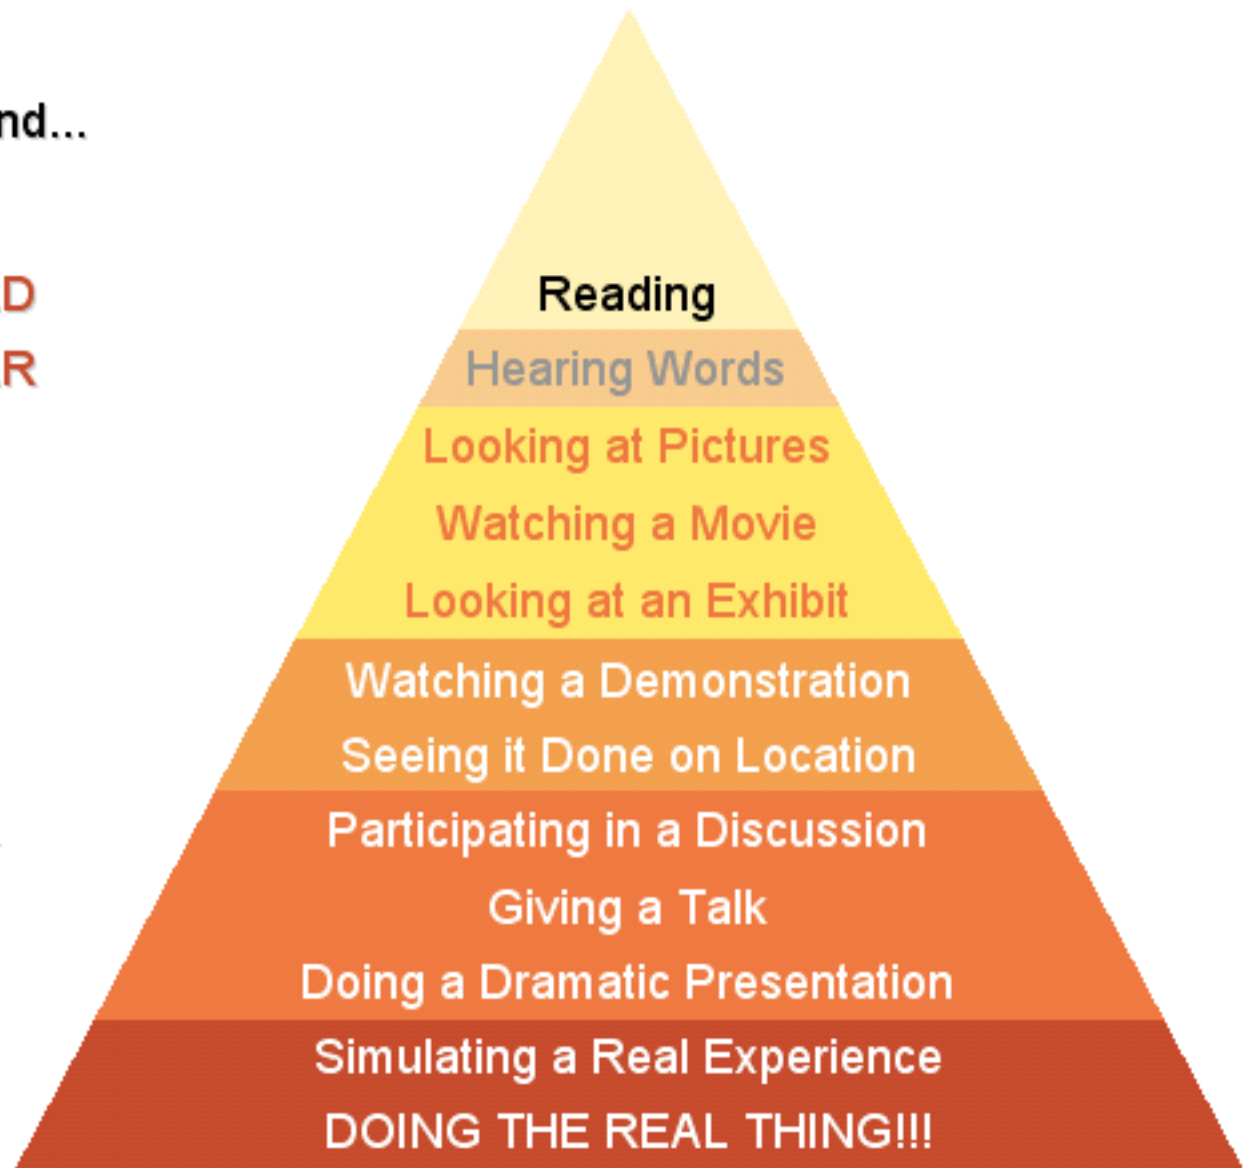 nd...
D
R
Reading
Hearing Words
Looking at Pictures
Watching a Movie
Looking at an Exhibit
Watching a Demonstration
Seeing it Done on Location
Participating in a Discussion
Giving a Talk
Doing a Dramatic Presentation
Simulating a Real Experience
DOING THE REAL THING!!!